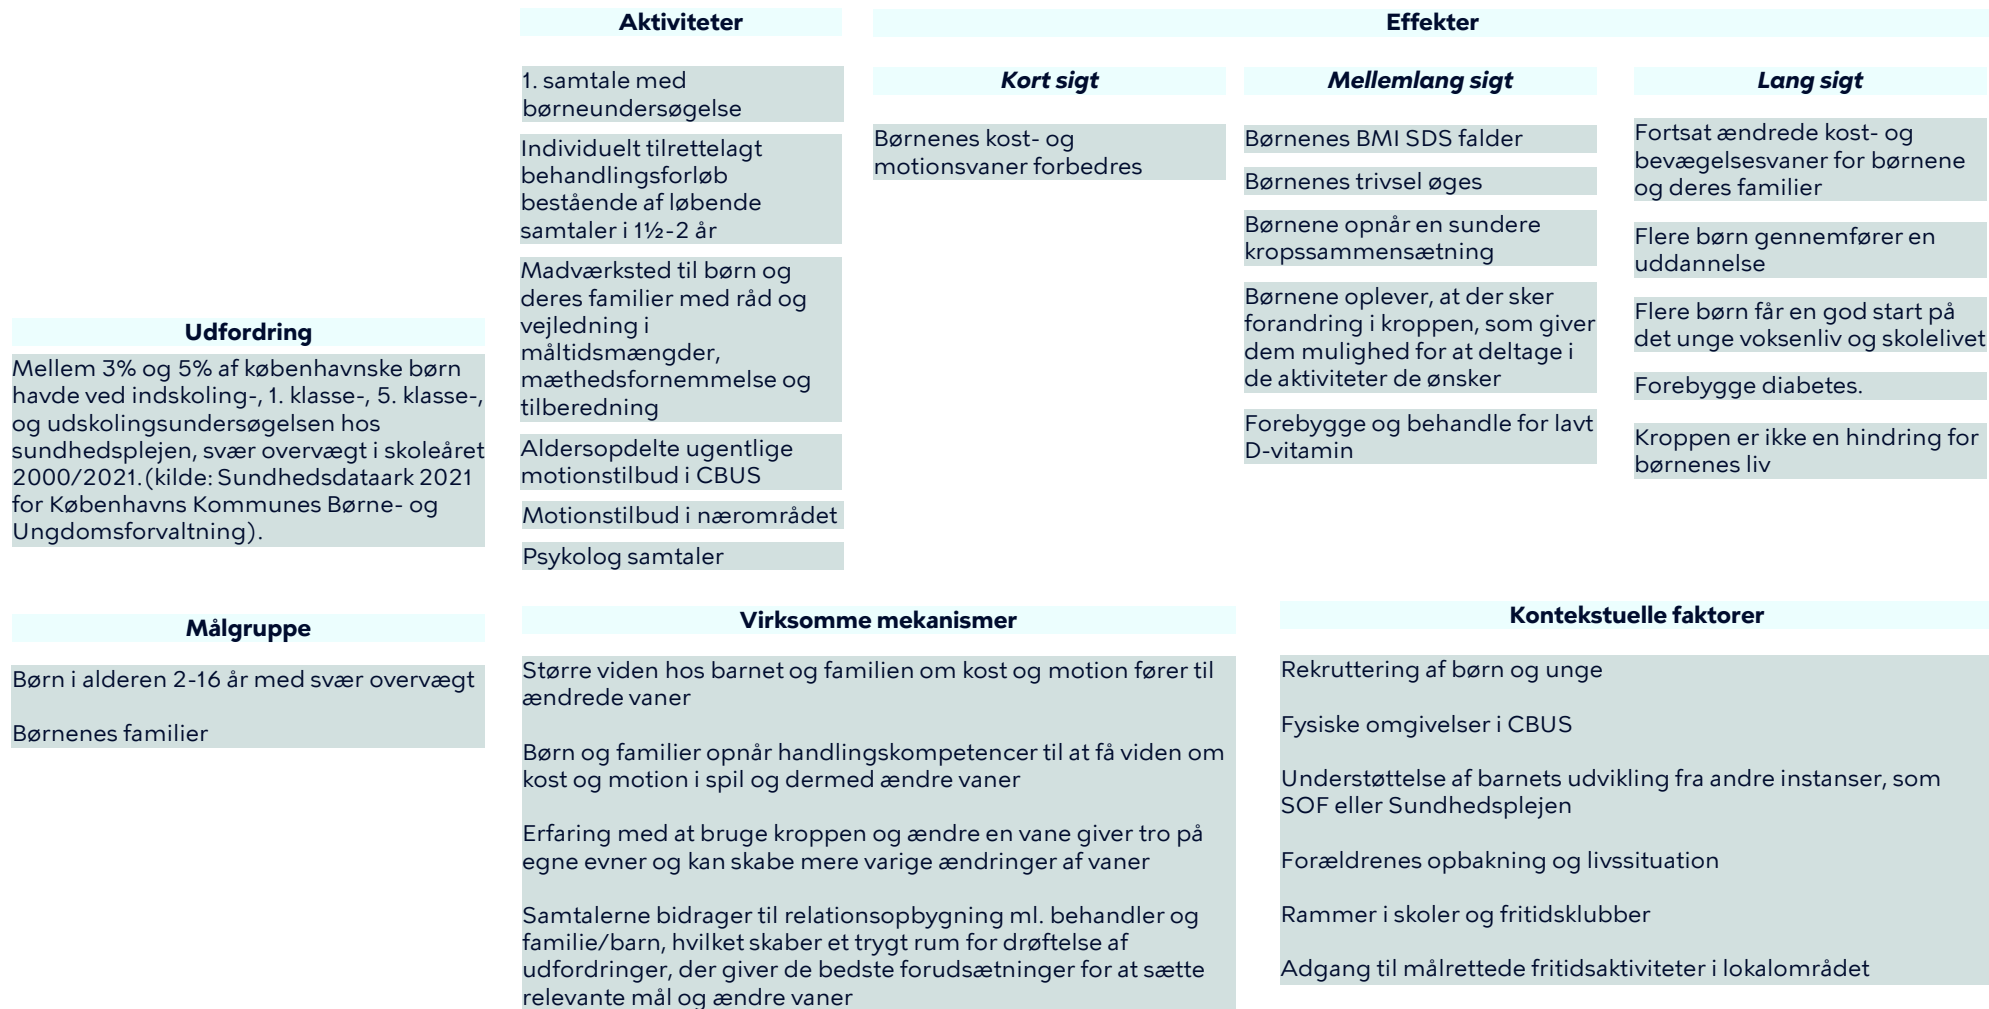 Udfordring
Mellem 3% og 5% af københavnske børn
havde ved indskoling-, 1. klasse-, 5. klasse-,
og udskolingsundersøgelsen hos
sundhedsplejen, svær overvægt i skoleåret
2000/2021.(kilde: Sundhedsdataark 2021
for Københavns Kommunes Børne- og
Ungdomsforvaltning).
Målgruppe
Børn i alderen 2-16 år med svær overvægt
Børnenes familier
Aktiviteter
1. samtale med
børneundersøgelse
Individuelt tilrettelagt
behandlingsforløb
bestående af løbende
samtaler i 1½-2 år
Madværksted til børn og
deres familier med råd og
vejledning i
måltidsmængder,
mæthedsfornemmelse og
tilberedning
Aldersopdelte ugentlige
motionstilbud i CBUS
Motionstilbud i nærområdet
Psykolog samtaler
Effekter
Kort sigt
Børnenes kost- og
motionsvaner forbedres
Mellemlang sigt
Børnenes BMI SDS falder
Børnenes trivsel øges
Børnene opnår en sundere
kropssammensætning
Børnene oplever, at der sker
forandring i kroppen, som giver
dem mulighed for at deltage i
de aktiviteter de ønsker
Forebygge og behandle for lavt
D-vitamin
Lang sigt
Fortsat ændrede kost- og
bevægelsesvaner for børnene
og deres familier
Flere børn gennemfører en
uddannelse
Flere børn får en god start på
det unge voksenliv og skolelivet
Forebygge diabetes.
Kroppen er ikke en hindring for
børnenes liv
Virksomme mekanismer
Større viden hos barnet og familien om kost og motion fører til
ændrede vaner
Børn og familier opnår handlingskompetencer til at få viden om
kost og motion i spil og dermed ændre vaner
Erfaring med at bruge kroppen og ændre en vane giver tro på
egne evner og kan skabe mere varige ændringer af vaner
Samtalerne bidrager til relationsopbygning ml. behandler og
familie/barn, hvilket skaber et trygt rum for drøftelse af
udfordringer, der giver de bedste forudsætninger for at sætte
relevante mål og ændre vaner
Kontekstuelle faktorer
Rekruttering af børn og unge
Fysiske omgivelser i CBUS
Understøttelse af barnets udvikling fra andre instanser, som
SOF eller Sundhedsplejen
Forældrenes opbakning og livssituation
Rammer i skoler og fritidsklubber
Adgang til målrettede fritidsaktiviteter i lokalområdet